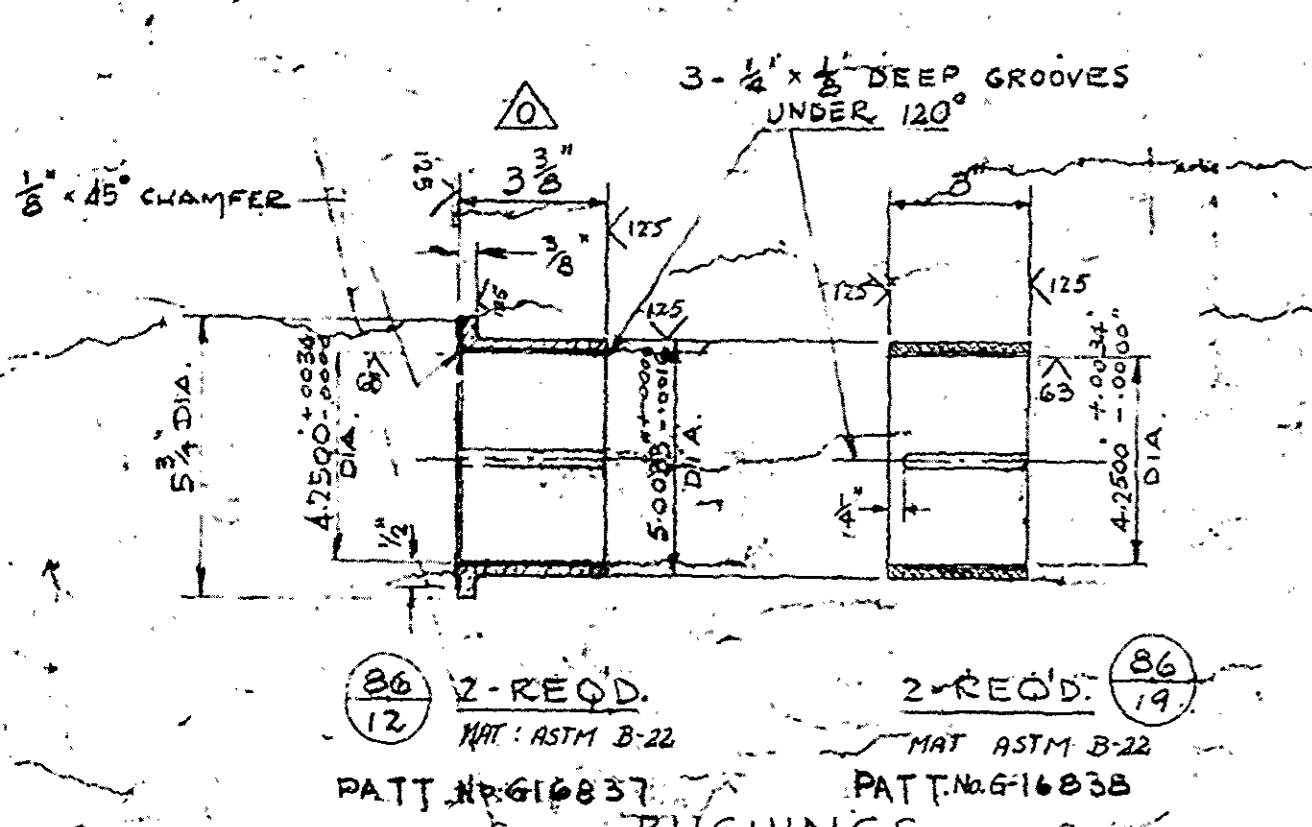 3 - 1/4" x 1/8" DEEP GROOVES
UNDER 120°
0
1/8" x 45° CHAMFER
125
3 3/8"
125
3/8"
125
125
3"
125
125
5 3/4" DIA.
4.2500 +.0034 -.0000
DIA.
63
1/2"
DIA.
63
4.2500 +.0034" -.0000"
DIA.
1/4"
86
12
2-REQ'D.
MAT: ASTM B-22
PATT. No. G16837
2-REQ'D.
86
19
MAT ASTM B-22
PATT. No. G-16838
BUSHINGS